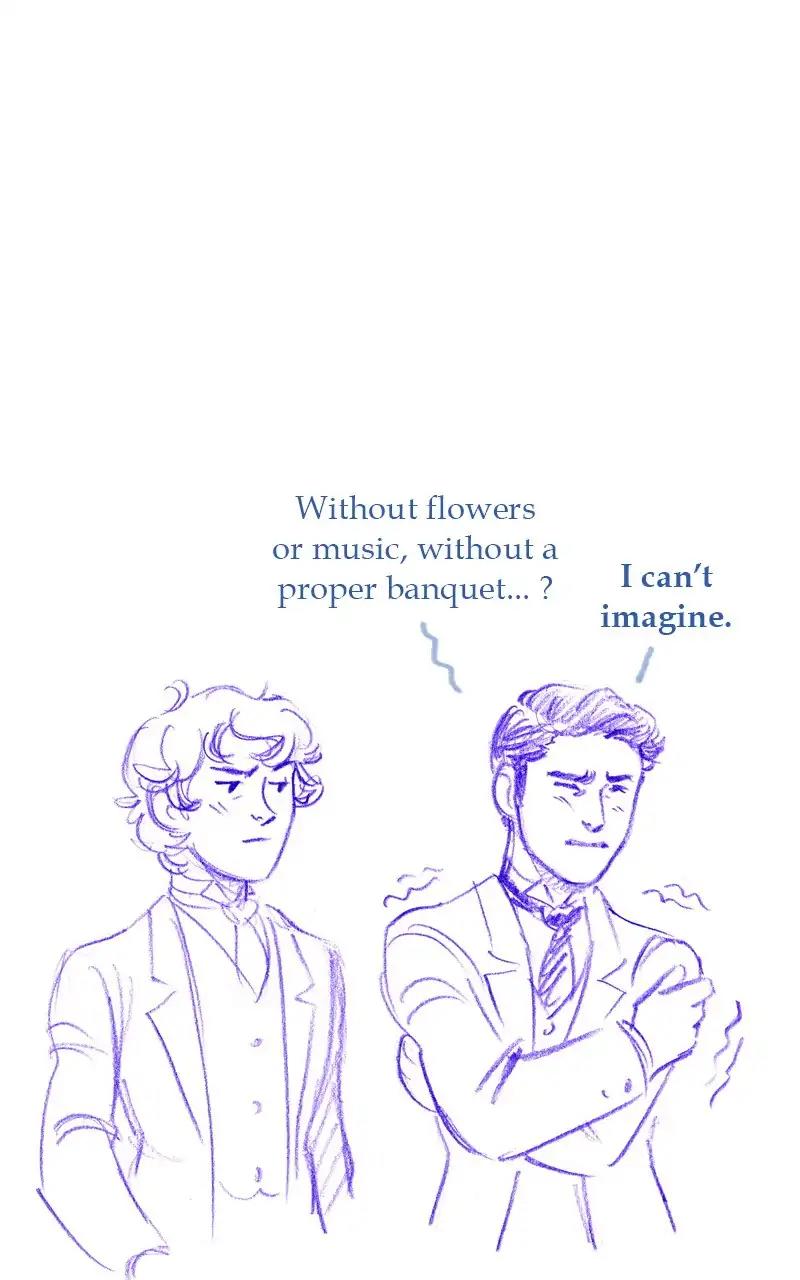 Without flowers
or music, without a
proper banquet... ?
I can't
imagine.